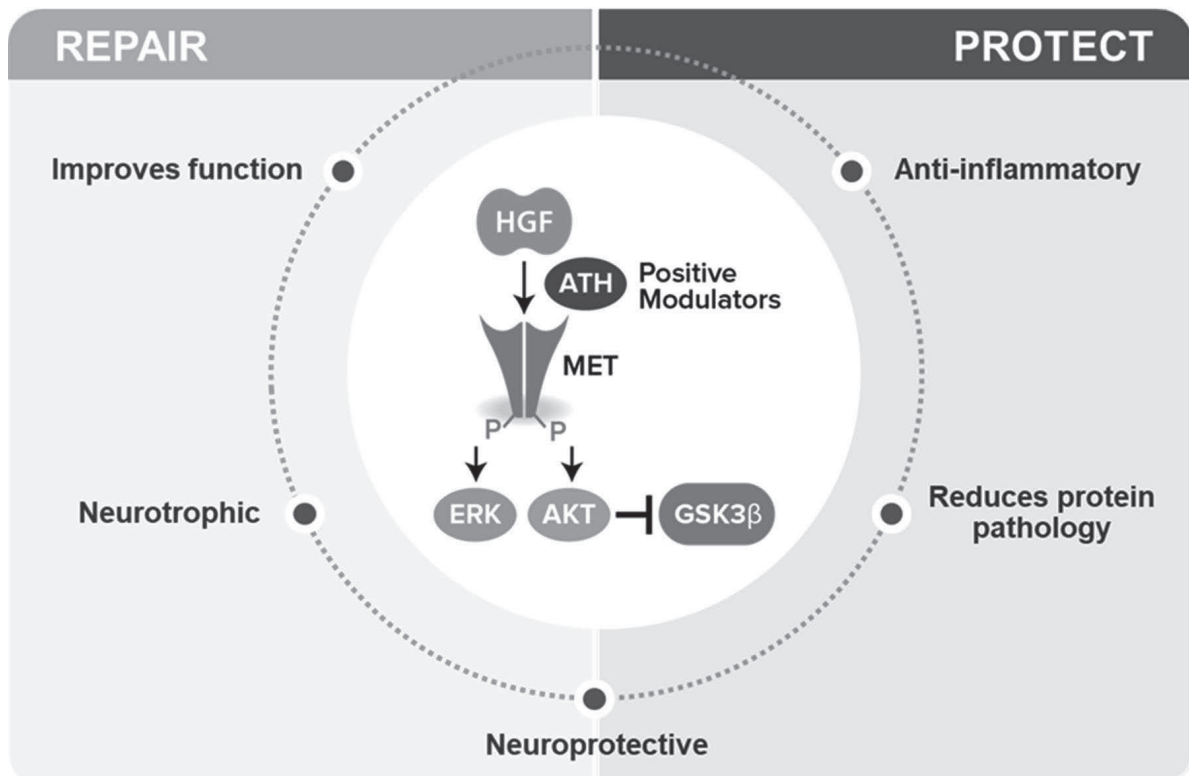 REPAIR
PROTECT
Improves function
Anti-inflammatory
HGF
ATH
Positive
Modulators
MET
P
P
ERK
AKT
GSK3β
Neurotrophic
Reduces protein
pathology
Neuroprotective